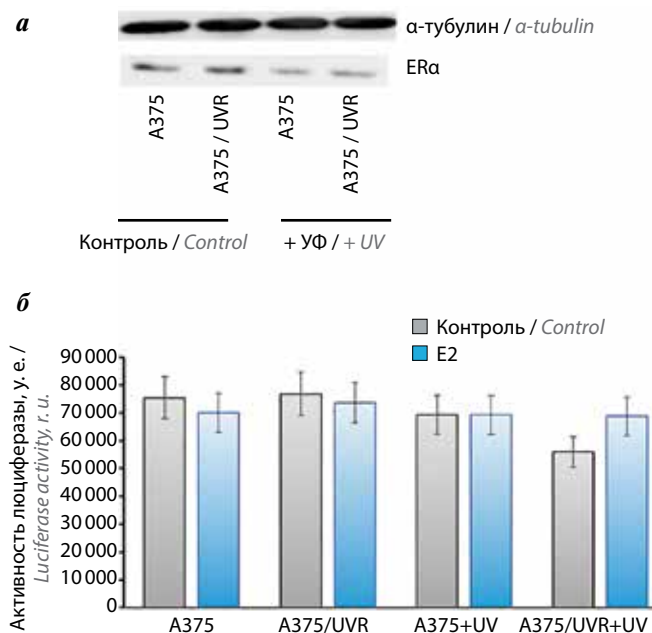 а
α-тубулин / α-tubulin
ERα
A375
A375 / UVR
A375
A375 / UVR
Контроль / Control
+ УФ / + UV
б
Контроль / Control
E2
Активность люциферазы, у. е. /
Luciferase activity, r. u.
90 000
80 000
70 000
60 000
50 000
40 000
30 000
20 000
10 000
0
A375
A375/UVR
A375+UV
A375/UVR+UV